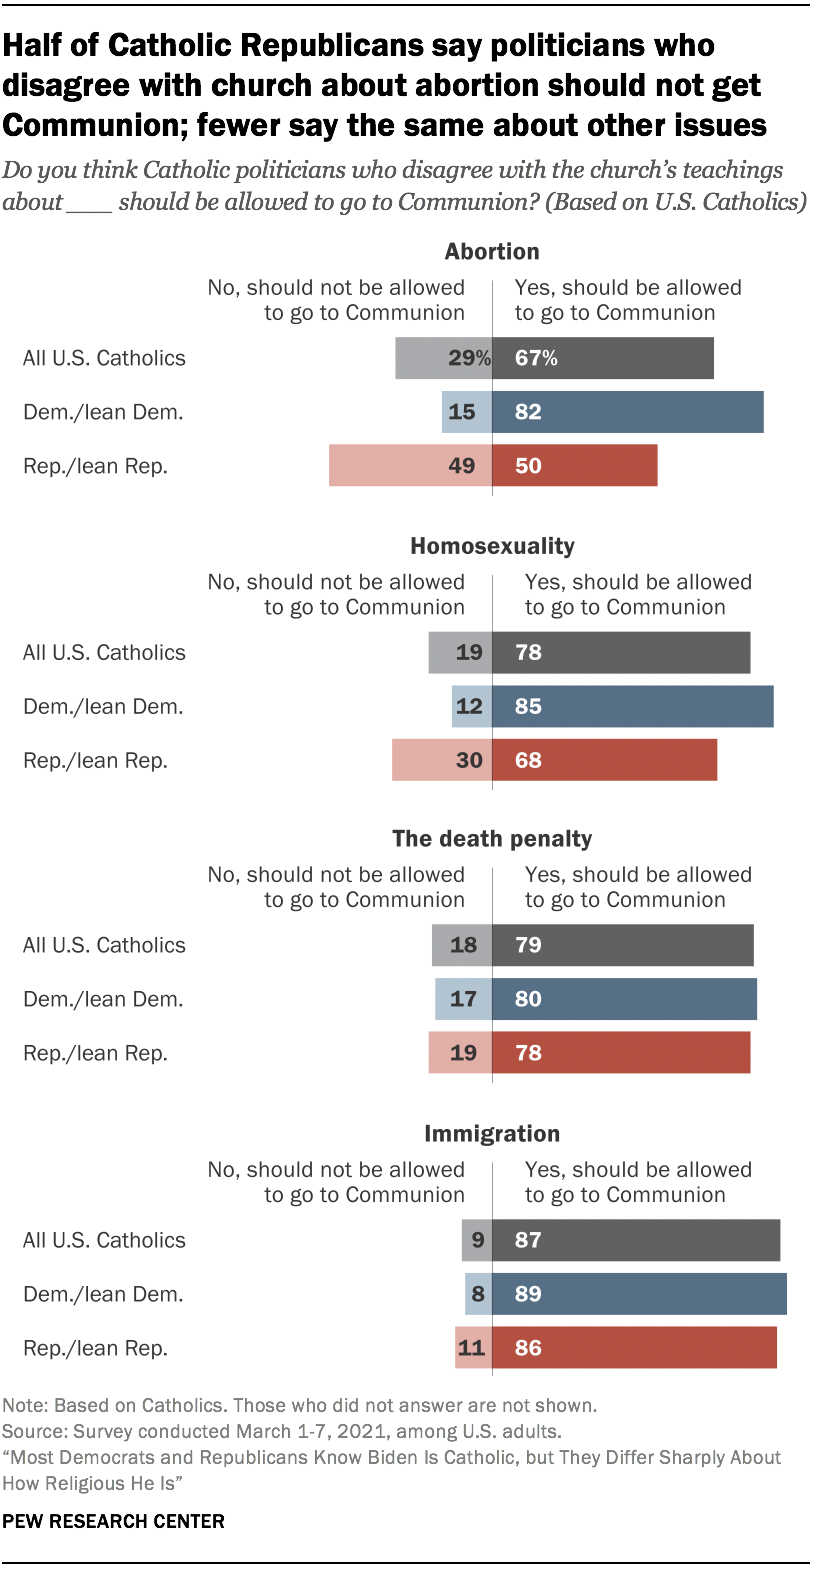 Half of Catholic Republicans say politicians who
disagree with church about abortion should not get
Communion; fewer say the same about other issues
Do you think Catholic politicians who disagree with the church's teachings
about ____ should be allowed to go to Communion? (Based on U.S. Catholics)
Abortion
No, should not be allowed Yes, should be allowed
to go to Communion to go to Communion
All U.S. Catholics 29% 67%
Dem./lean Dem. 15 82
Rep./lean Rep. 49 50
Homosexuality
No, should not be allowed Yes, should be allowed
to go to Communion to go to Communion
All U.S. Catholics 19 78
Dem./lean Dem. 12 85
Rep./lean Rep. 30 68
The death penalty
No, should not be allowed Yes, should be allowed
to go to Communion to go to Communion
All U.S. Catholics 18 79
Dem./lean Dem. 17 80
Rep./lean Rep. 19 78
Immigration
No, should not be allowed Yes, should be allowed
to go to Communion to go to Communion
All U.S. Catholics 9 87
Dem./lean Dem. 8 89
Rep./lean Rep. 11 86
Note: Based on Catholics. Those who did not answer are not shown.
Source: Survey conducted March 1-7, 2021, among U.S. adults.
“Most Democrats and Republicans Know Biden Is Catholic, but They Differ Sharply About
How Religious He Is”
PEW RESEARCH CENTER